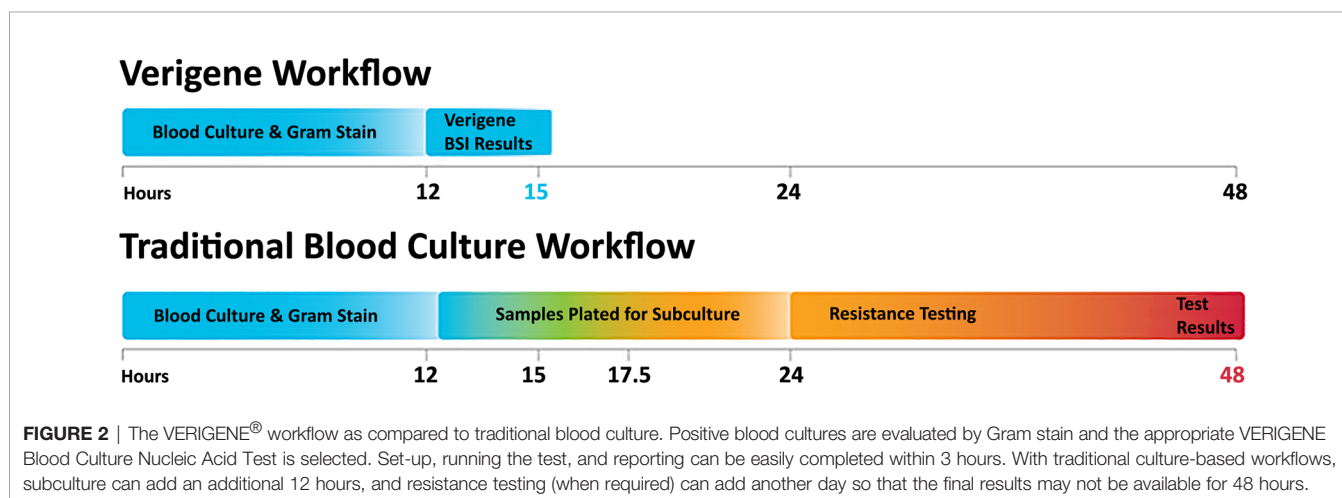 Verigene Workflow
Blood Culture & Gram Stain
Verigene
BSI Results
Hours 12 15 24 48
Traditional Blood Culture Workflow
Blood Culture & Gram Stain Samples Plated for Subculture Resistance Testing Test
Results
Hours 12 15 17.5 24 48
FIGURE 2 | The VERIGENE® workflow as compared to traditional blood culture. Positive blood cultures are evaluated by Gram stain and the appropriate VERIGENE
Blood Culture Nucleic Acid Test is selected. Set-up, running the test, and reporting can be easily completed within 3 hours. With traditional culture-based workflows,
subculture can add an additional 12 hours, and resistance testing (when required) can add another day so that the final results may not be available for 48 hours.